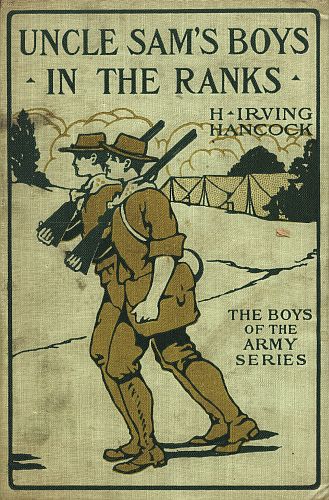 UNCLE SAM'S BOYS
· IN THE RANKS ·
H·IRVING
HANCOCK
THE BOYS
OF THE
ARMY
SERIES